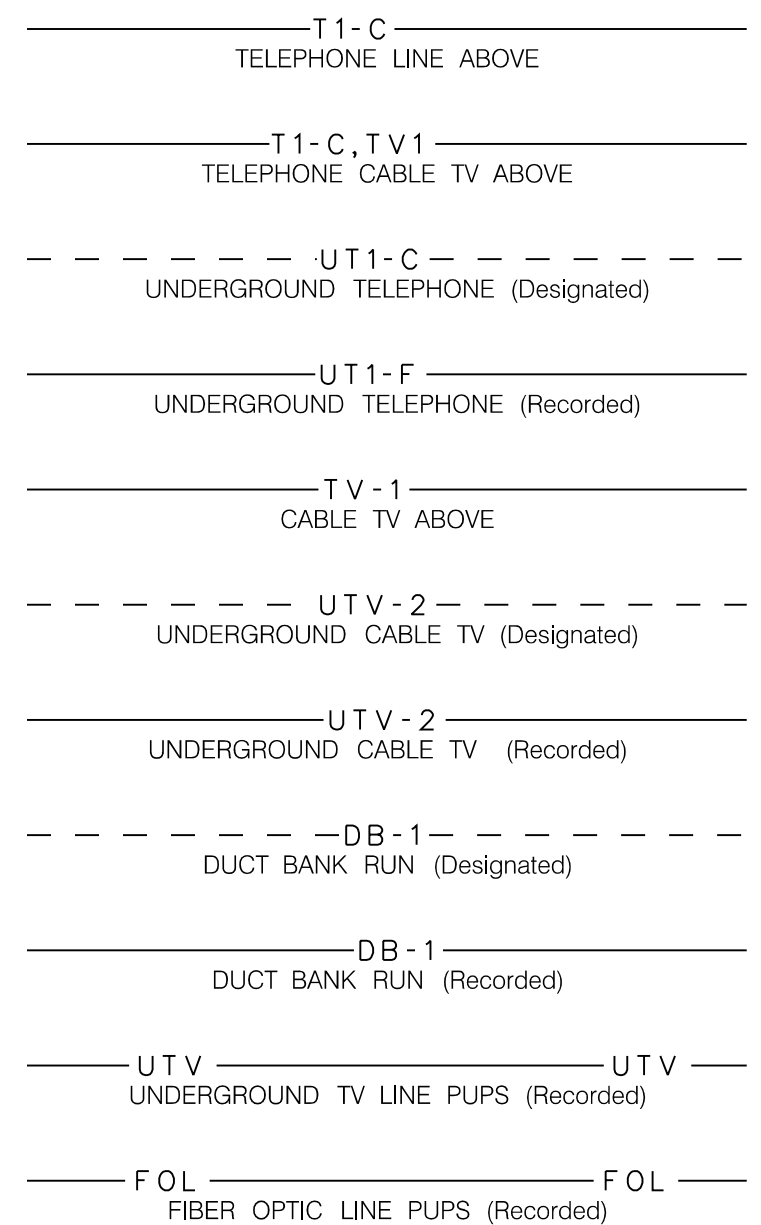 T1-C
TELEPHONE LINE ABOVE
T1-C,TV1
TELEPHONE CABLE TV ABOVE
UT1-C
UNDERGROUND TELEPHONE (Designated)
UT1-F
UNDERGROUND TELEPHONE (Recorded)
TV-1
CABLE TV ABOVE
UTV-2
UNDERGROUND CABLE TV (Designated)
UTV-2
UNDERGROUND CABLE TV (Recorded)
DB-1
DUCT BANK RUN (Designated)
DB-1
DUCT BANK RUN (Recorded)
UTV UTV
UNDERGROUND TV LINE PUPS (Recorded)
FOL FOL
FIBER OPTIC LINE PUPS (Recorded)